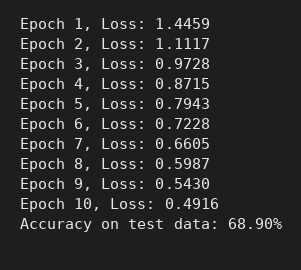 Epoch 1, Loss: 1.4459
Epoch 2, Loss: 1.1117
Epoch 3, Loss: 0.9728
Epoch 4, Loss: 0.8715
Epoch 5, Loss: 0.7943
Epoch 6, Loss: 0.7228
Epoch 7, Loss: 0.6605
Epoch 8, Loss: 0.5987
Epoch 9, Loss: 0.5430
Epoch 10, Loss: 0.4916
Accuracy on test data: 68.90%